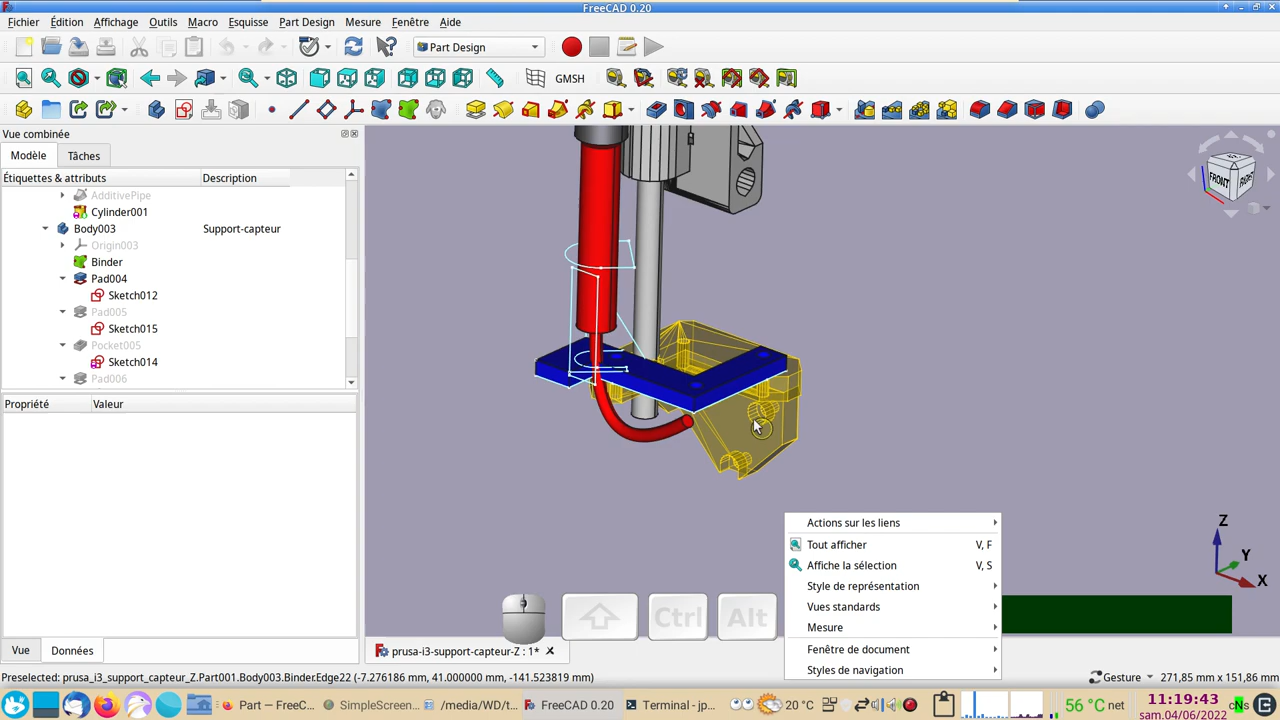 FreeCAD 0.20
Fichier Édition Affichage Outils Macro Esquisse Part Design Mesure Fenêtre Aide
Part Design
GMSH
Vue combinée
Modèle Tâches
Étiquettes & attributs Description
AdditivePipe
Cylinder001
Body003 Support-capteur
Origin003
Binder
Pad004
Sketch012
Pad005
Sketch015
Pocket005
Sketch014
Pad006
Propriété Valeur
FRONT RIGHT
Actions sur les liens
Tout afficher V, F
Affiche la sélection V, S
Style de représentation
Vues standards
Mesure
Fenêtre de document
Styles de navigation
Ctrl Alt
Z
Y
X
Vue Données
prusa-i3-support-capteur-Z : 1*
Preselected: prusa_i3_support_capteur_Z.Part001.Body003.Binder.Edge22 (-7.276186 mm, 41.000000 mm, -141.523819 mm)
Gesture 271,85 mm x 151,86 mm
Part — FreeC...
SimpleScreen...
/media/WD/t...
FreeCAD 0.20
Terminal - jp...
20 °C
56 °C net
11:19:43
sam.04/06/2022